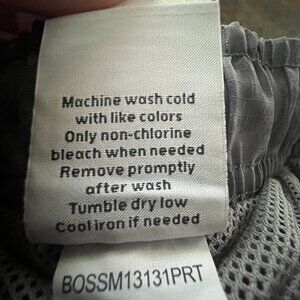 Machine wash cold
with like colors
Only non-chlorine
bleach when needed
Remove promptly
after wash
Tumble dry low
Cool iron if needed
BOSSM13131PRT